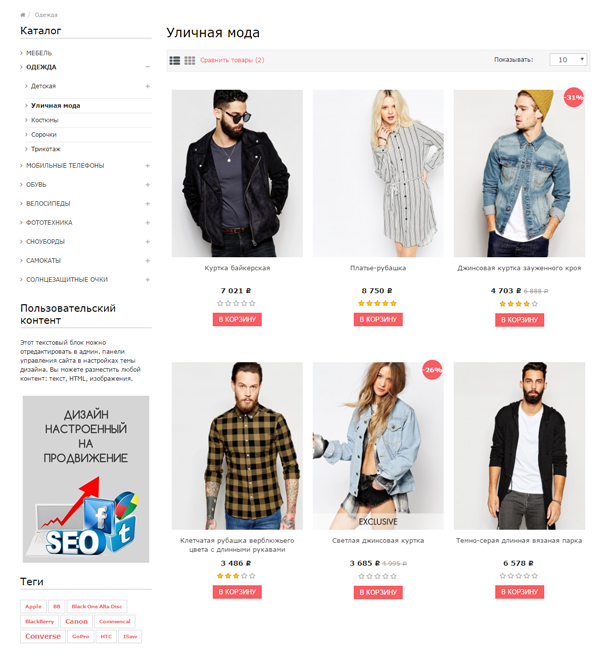 / Одежда
Каталог
МЕБЕЛЬ
ОДЕЖДА
Детская
Уличная мода
Костюмы
Сорочки
Трикотаж
МОБИЛЬНЫЕ ТЕЛЕФОНЫ
ОБУВЬ
ВЕЛОСИПЕДЫ
ФОТОТЕХНИКА
СНОУБОРДЫ
САМОКАТЫ
СОЛНЦЕЗАЩИТНЫЕ ОЧКИ
Пользовательский
контент
Этот текстовый блок можно
отредактировать в админ. панели
управления сайта в настройках темы
дизайна. Вы можете разместить любой
контент: текст, HTML, изображения.
ДИЗАЙН
НАСТРОЕННЫЙ
НА
ПРОДВИЖЕНИЕ
SEO f t
Теги
Apple BB Black One Alta Disc
BlackBerry Canon Commencal
Converse GoPro HTC ISaw
Уличная мода
Сравнить товары (2)
Показывать: 10
-31%
Куртка байкерская
7 021 ₽
В КОРЗИНУ
Платье-рубашка
8 750 ₽
В КОРЗИНУ
Джинсовая куртка зауженного кроя
4 703 ₽ 6 888 ₽
В КОРЗИНУ
-26%
EXCLUSIVE
Клетчатая рубашка верблюжьего
цвета с длинными рукавами
3 486 ₽
В КОРЗИНУ
Светлая джинсовая куртка
3 685 ₽ 4 995 ₽
В КОРЗИНУ
Темно-серая длинная вязаная парка
6 578 ₽
В КОРЗИНУ